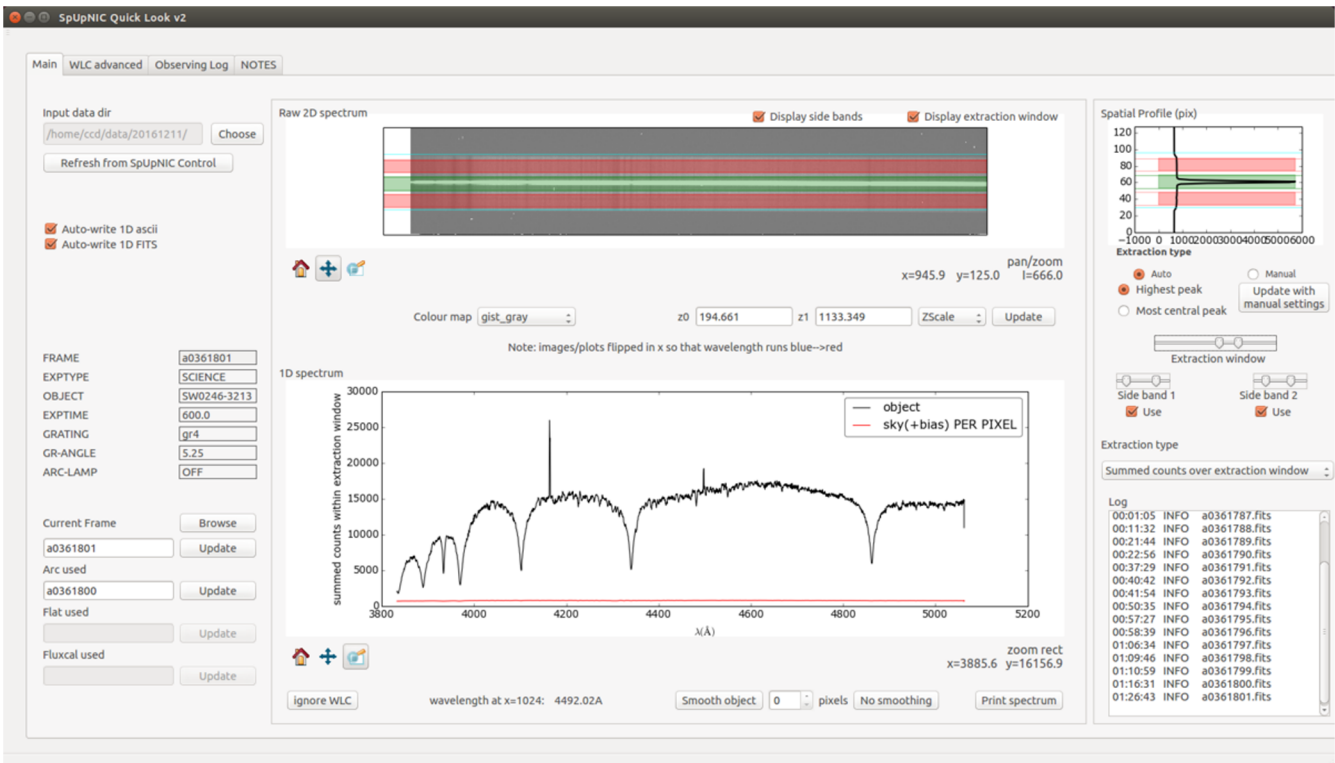 SpUpNIC Quick Look v2
Main WLC advanced Observing Log NOTES
Input data dir
/home/ccd/data/20161211/ Choose
Refresh from SpUpNIC Control
Auto-write 1D ascii
Auto-write 1D FITS
FRAME a0361801
EXPTYPE SCIENCE
OBJECT SW0246-3213
EXPTIME 600.0
GRATING gr4
GR-ANGLE 5.25
ARC-LAMP OFF
Current Frame Browse
a0361801 Update
Arc used
a0361800 Update
Flat used
Update
Fluxcal used
Update
Raw 2D spectrum
Display side bands Display extraction window
pan/zoom
x=945.9 y=125.0 l=666.0
Colour map gist_gray z0 194.661 z1 1133.349 ZScale Update
Note: images/plots flipped in x so that wavelength runs blue-->red
1D spectrum
summed counts within extraction window
30000
25000
20000
15000
10000
5000
0
3800 4000 4200 4400 4600 4800 5000 5200
λ(Å)
object
sky(+bias) PER PIXEL
zoom rect
x=3885.6 y=16156.9
ignore WLC wavelength at x=1024: 4492.02A Smooth object 0 pixels No smoothing Print spectrum
Spatial Profile (pix)
120
100
80
60
40
20
0
−1000 0 1000 2000 3000 4000 5000 6000
Extraction type
Auto Manual
Highest peak
Most central peak
Update with
manual settings
Extraction window
Side band 1 Side band 2
Use Use
Extraction type
Summed counts over extraction window
Log
00:01:05 INFO a0361787.fits
00:11:32 INFO a0361788.fits
00:21:44 INFO a0361789.fits
00:22:56 INFO a0361790.fits
00:37:29 INFO a0361791.fits
00:40:42 INFO a0361792.fits
00:41:54 INFO a0361793.fits
00:50:35 INFO a0361794.fits
00:57:27 INFO a0361795.fits
00:58:39 INFO a0361796.fits
01:06:34 INFO a0361797.fits
01:09:46 INFO a0361798.fits
01:10:59 INFO a0361799.fits
01:16:31 INFO a0361800.fits
01:26:43 INFO a0361801.fits